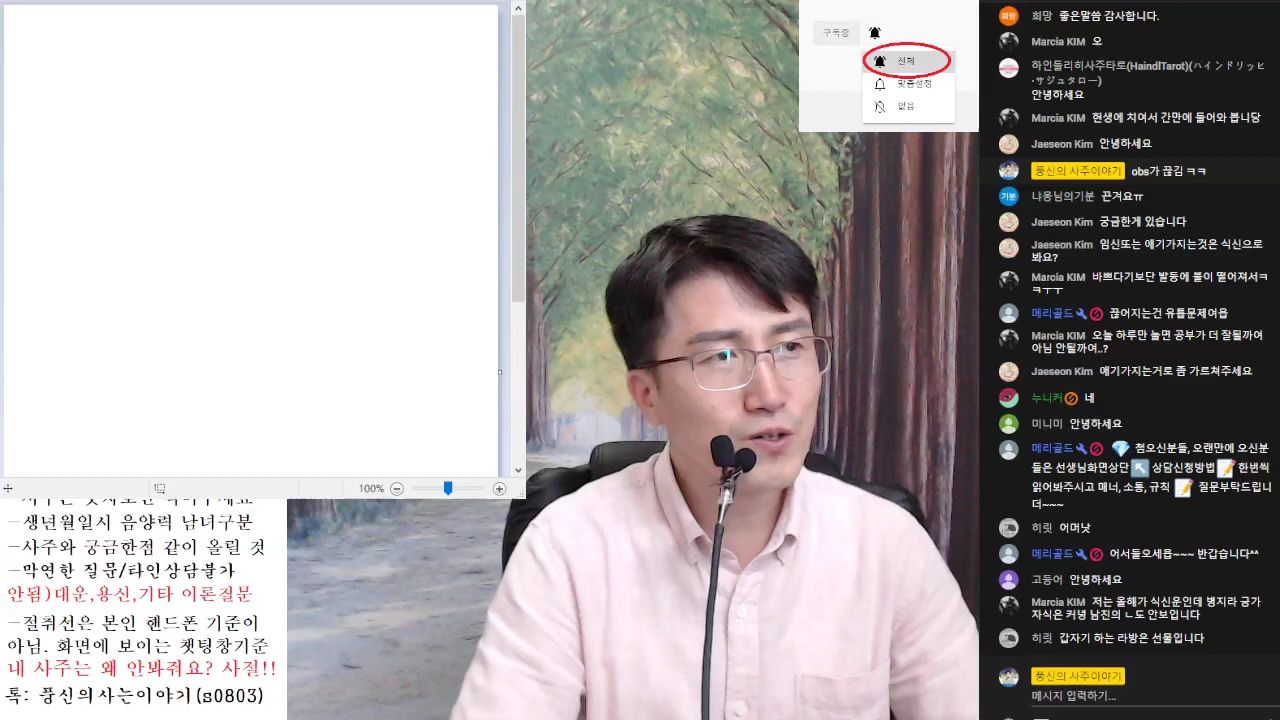 구독중
전체
맞춤설정
없음
100%
-생년월일시 음양력 남녀구분
-사주와 궁금한점 같이 올릴 것
-막연한 질문/타인상담불가
안됨)대운,용신,기타 이론질문
-절취선은 본인 핸드폰 기준이
아님. 화면에 보이는 챗팅창기준
내 사주는 왜 안봐줘요? 사절!!
톡: 풍신의사는이야기(s0803)
희망 희망 좋은말씀 감사합니다.
Marcia KIM 오
하인들리히사주타로(HaindlTarot)(ハインドリッヒ
·サジュタロー)
안녕하세요
Marcia KIM 현생에 치여서 간만에 들어와 봅니당
Jaeseon Kim 안녕하세요
풍신의 사주이야기 obs가 끊김 ㅋㅋ
기분 냐옹님의기분 끈겨요ㅠ
Jaeseon Kim 궁금한게 있습니다
Jaeseon Kim 임신또는 애기가지는것은 식신으로
봐요?
Marcia KIM 바쁘다기보단 발등에 불이 떨어져서ㅋ
ㅋㅜㅜ
메리골드 끊어지는건 유튭문제여욥
Marcia KIM 오늘 하루만 놀면 공부가 더 잘될까여
아님 안될까여..?
Jaeseon Kim 애기가지는거로 좀 가르쳐주세요
누니커 네
미니미 안녕하세요
메리골드 💎 첨오신분들, 오랜만에 오신분
들은 선생님화면상단↖️ 상담신청방법📝 한번씩
읽어봐주시고 매너, 소통, 규칙 📝 질문부탁드립니
더~~~
히릿 어머낫
메리골드 어서들오세욥~~~ 반갑습니다^^
고등어 안녕하세요
Marcia KIM 저는 올해가 식신운인데 병지라 긍가
자식은 커녕 남진의 ㄴ도 안보입니다
히릿 갑자기 하는 라방은 선물입니다
풍신의 사주이야기
메시지 입력하기...